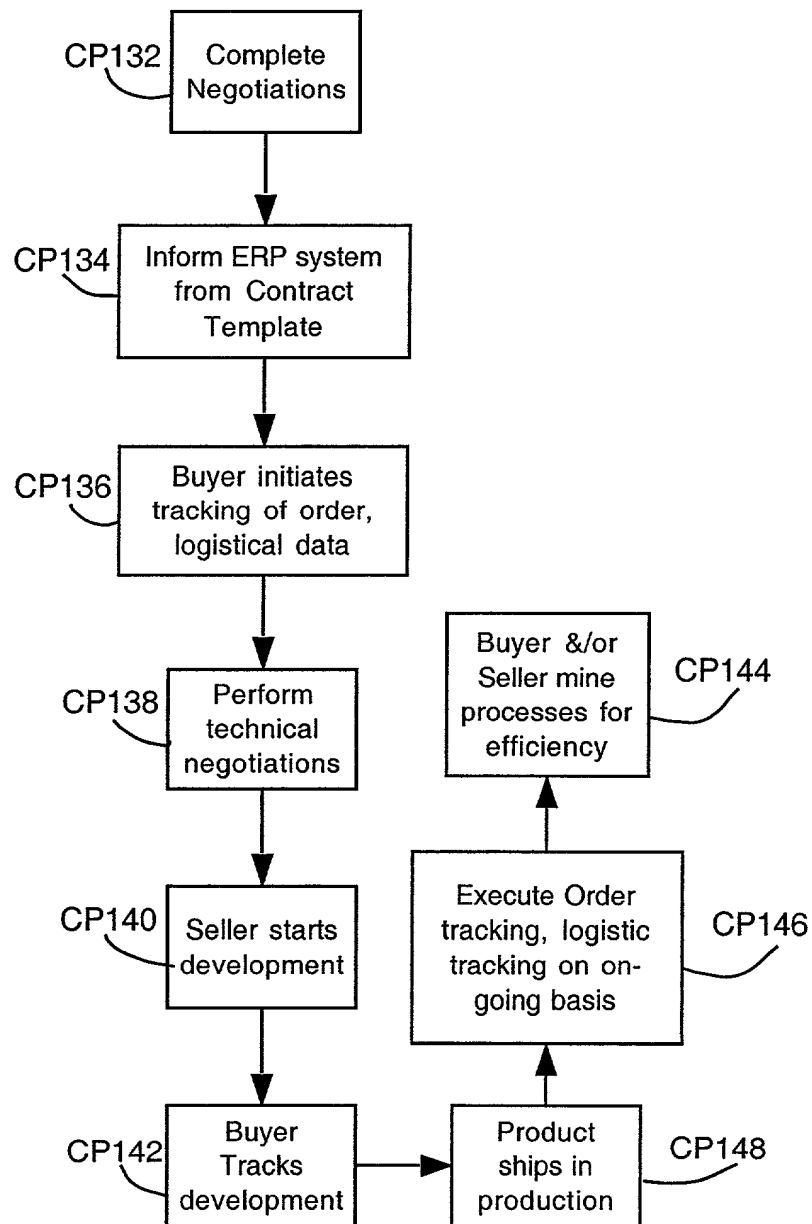 CP132
Complete
Negotiations
CP134
Inform ERP system
from Contract
Template
CP136
Buyer initiates
tracking of order,
logistical data
CP138
Perform
technical
negotiations
CP140
Seller starts
development
CP142
Buyer
Tracks
development
Product
ships in
production
CP148
Execute Order
tracking, logistic
tracking on on-
going basis
CP146
Buyer &/or
Seller mine
processes for
efficiency
CP144